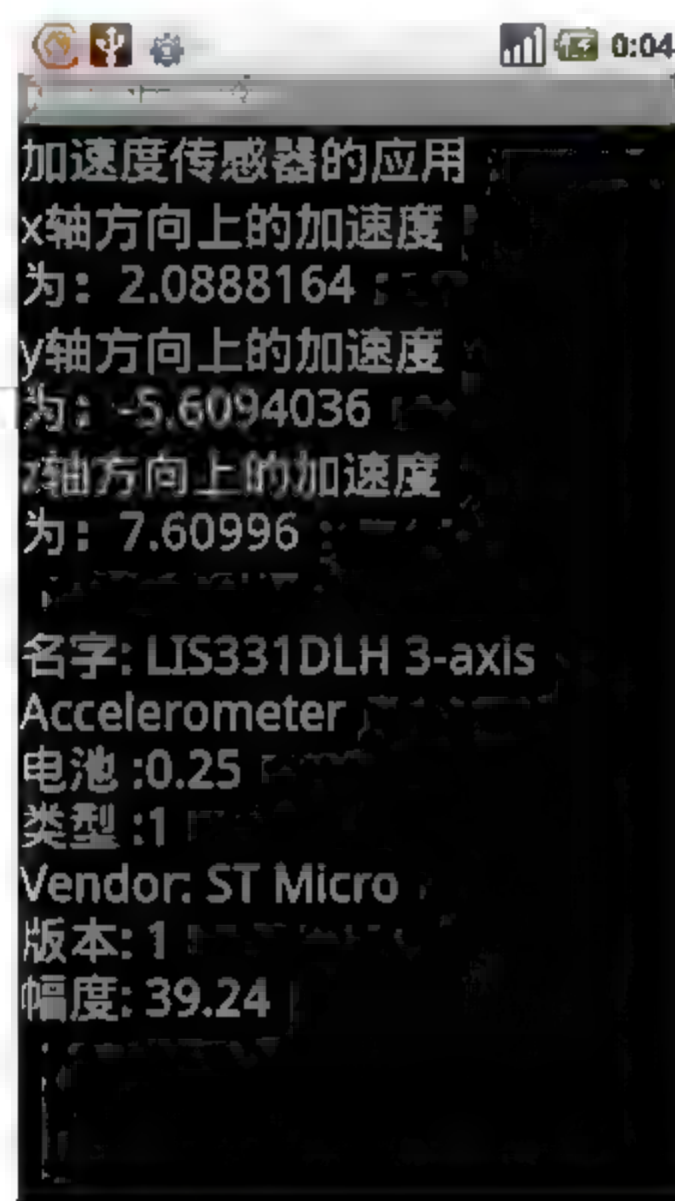 0:04
加速度传感器的应用
x轴方向上的加速度
为: 2.0888164
y轴方向上的加速度
为: -5.6094036
z轴方向上的加速度
为: 7.60996
名字: LIS331DLH 3-axis
Accelerometer
电池 :0.25
类型 :1
Vendor: ST Micro
版本: 1
幅度: 39.24